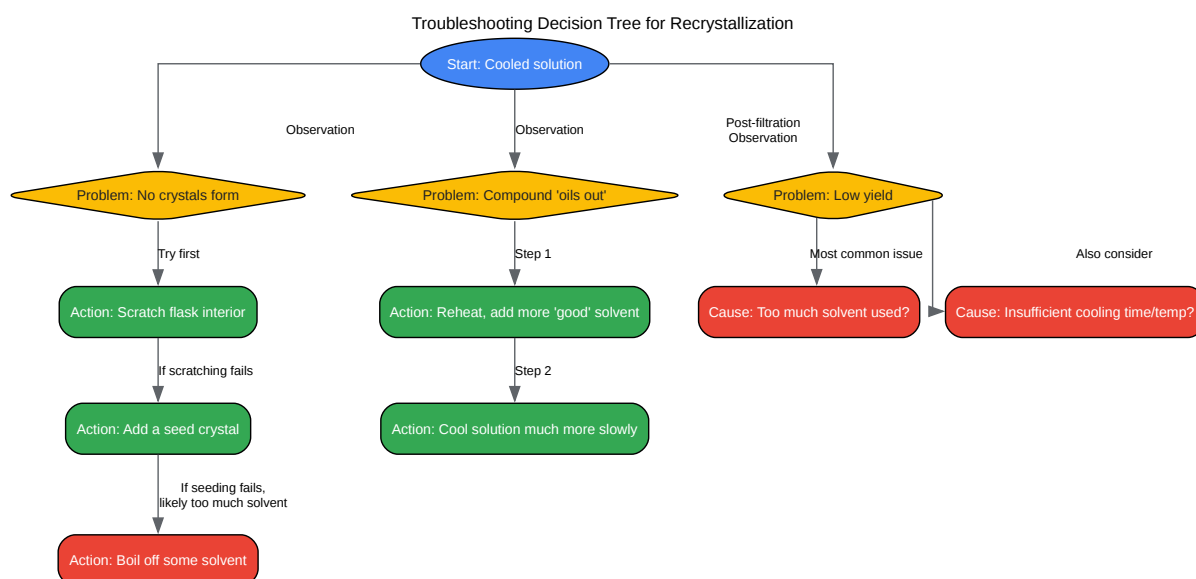 Troubleshooting Decision Tree for Recrystallization
Start: Cooled solution
Observation
Observation
Post-filtration
Observation
Problem: No crystals form
Problem: Compound 'oils out'
Problem: Low yield
Try first
Step 1
Most common issue
Also consider
Action: Scratch flask interior
Action: Reheat, add more 'good' solvent
Cause: Too much solvent used?
Cause: Insufficient cooling time/temp?
If scratching fails
Step 2
Action: Add a seed crystal
Action: Cool solution much more slowly
If seeding fails,
likely too much solvent
Action: Boil off some solvent